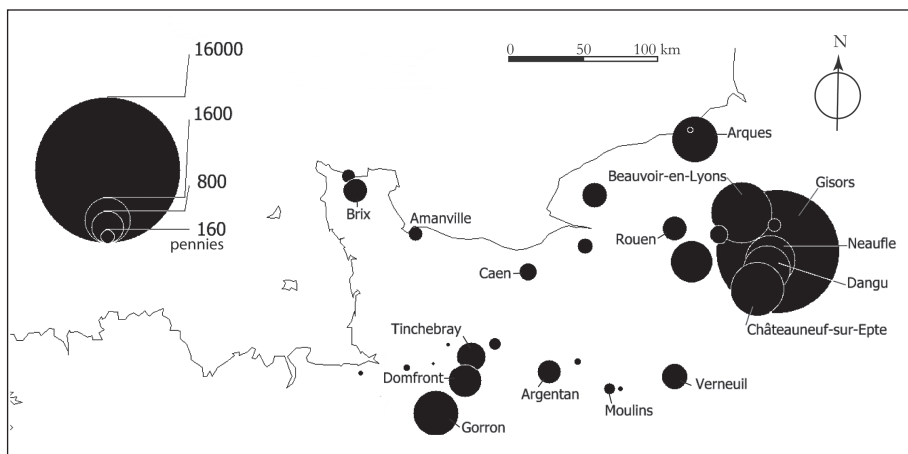 16000
1600
800
160
pennies
0 50 100 km
N
Arques
Beauvoir-en-Lyons
Gisors
Brix
Amanville
Rouen
Neaufle
Caen
Dangu
Châteauneuf-sur-Epte
Tinchebray
Domfront
Argentan
Moulins
Verneuil
Gorron